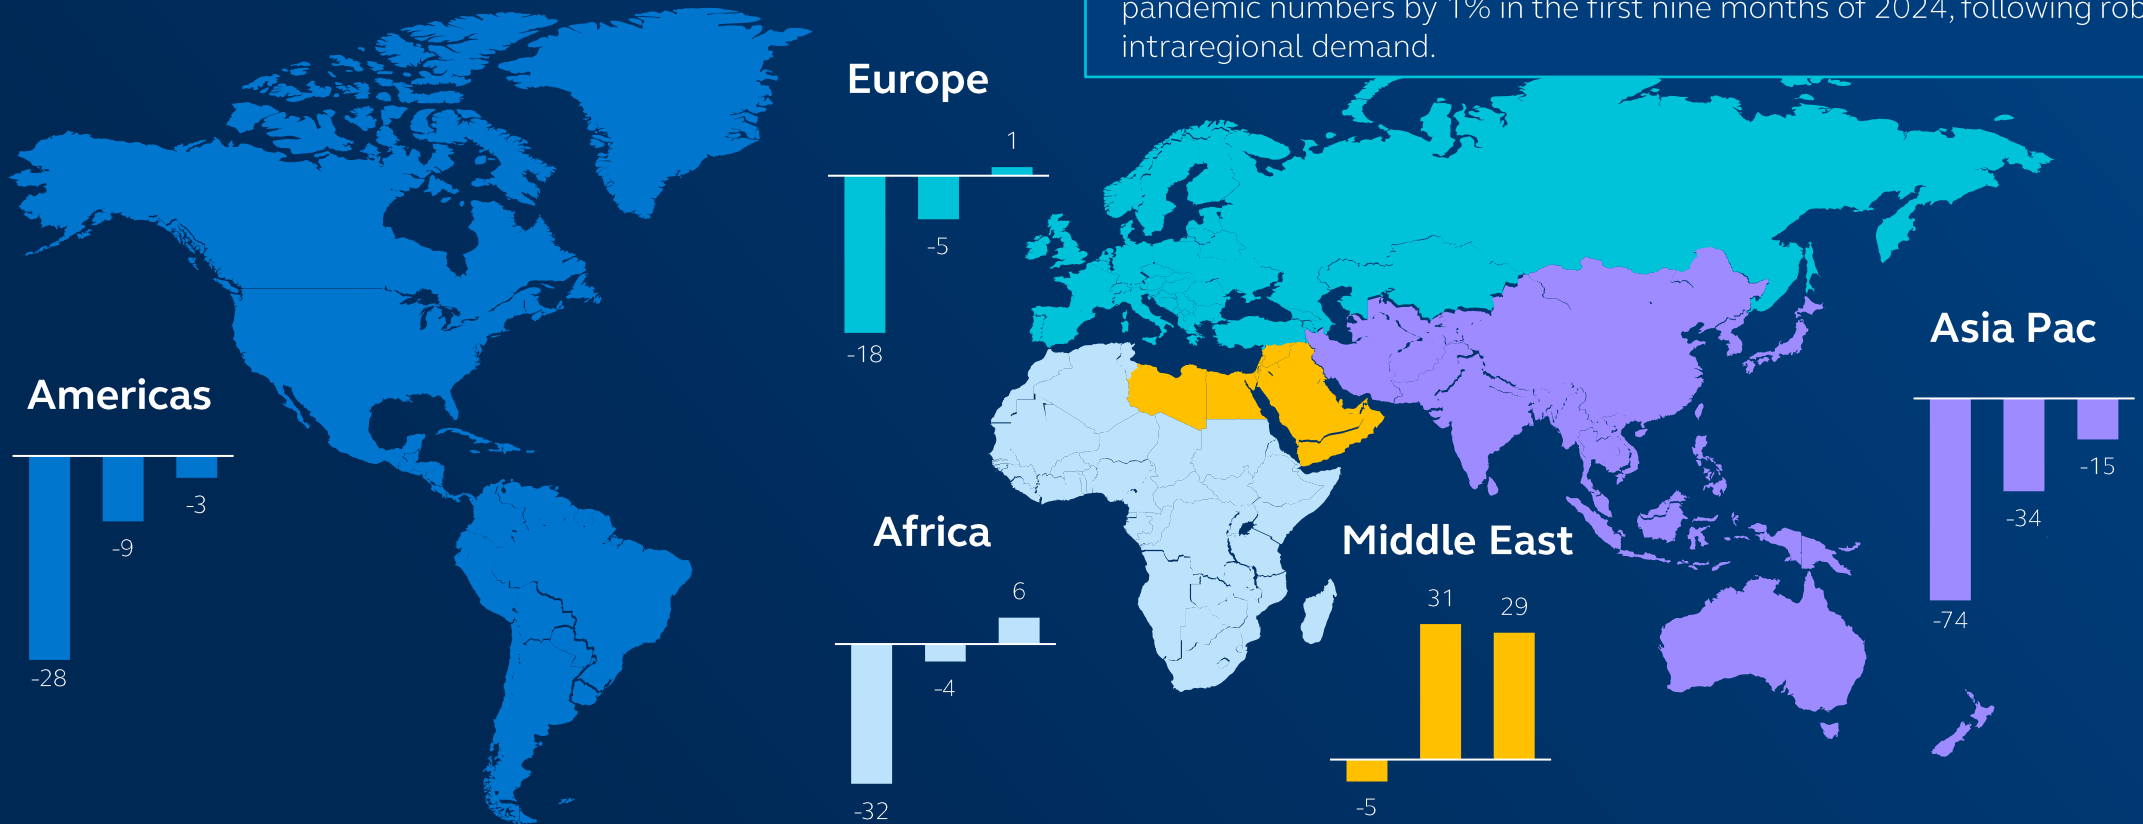 pandemic numbers by 1% in the first nine months of 2024, following
intraregional demand.
Europe
1
-5
-18
Americas
-3
-9
-28
Asia Pac
-15
-34
-74
Africa
6
-4
-32
Middle East
31
29
-5